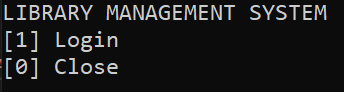 LIBRARY MANAGEMENT SYSTEM
[1] Login
[0] Close